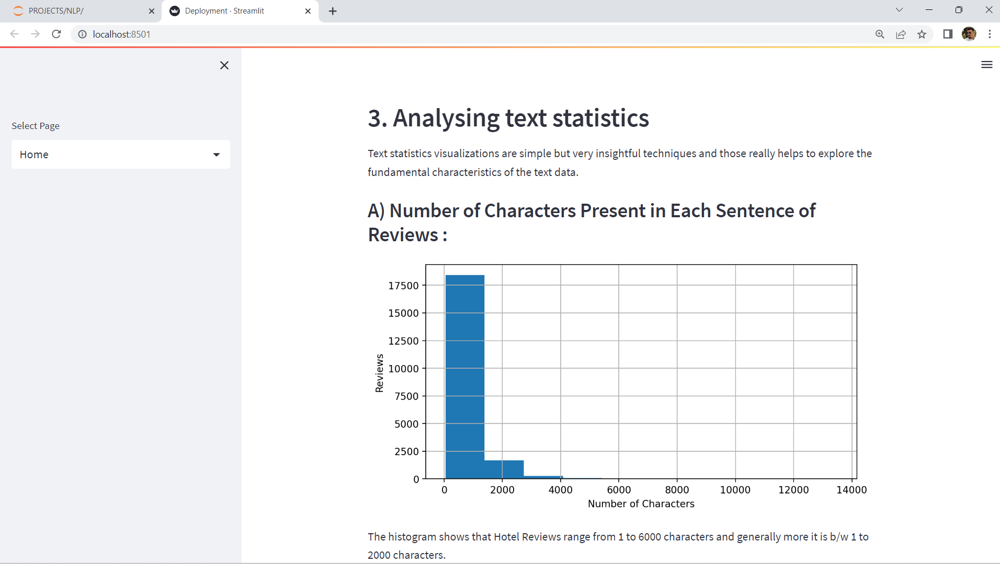 PROJECTS/NLP/
Deployment · Streamlit
localhost:8501
Select Page
Home
3. Analysing text statistics
Text statistics visualizations are simple but very insightful techniques and those really helps to explore the
fundamental characteristics of the text data.
A) Number of Characters Present in Each Sentence of
Reviews :
17500
15000
12500
10000
7500
5000
2500
0
Reviews
0 2000 4000 6000 8000 10000 12000 14000
Number of Characters
The histogram shows that Hotel Reviews range from 1 to 6000 characters and generally more it is b/w 1 to
2000 characters.